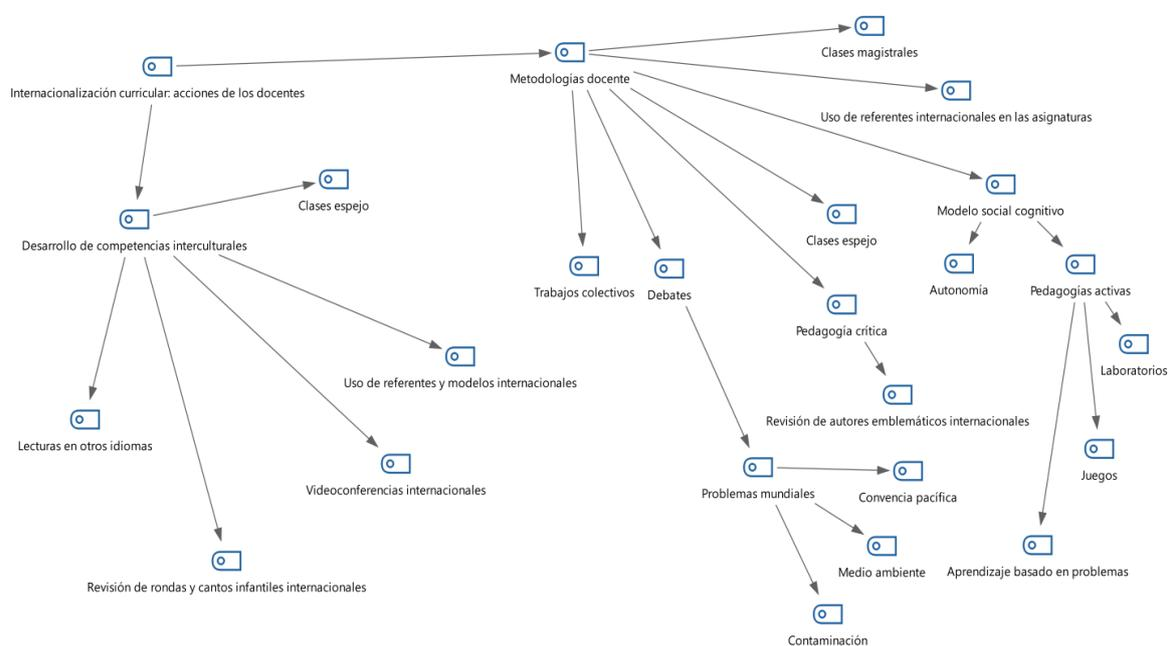 Clases magistrales
Metodologías docente
Internacionalización curricular: acciones de los docentes
Uso de referentes internacionales en las asignaturas
Clases espejo
Modelo social cognitivo
Desarrollo de competencias interculturales
Clases espejo
Trabajos colectivos
Debates
Autonomía
Pedagogías activas
Pedagogía crítica
Laboratorios
Uso de referentes y modelos internacionales
Revisión de autores emblemáticos internacionales
Lecturas en otros idiomas
Juegos
Videoconferencias internacionales
Problemas mundiales
Convencia pacífica
Medio ambiente
Aprendizaje basado en problemas
Revisión de rondas y cantos infantiles internacionales
Contaminación